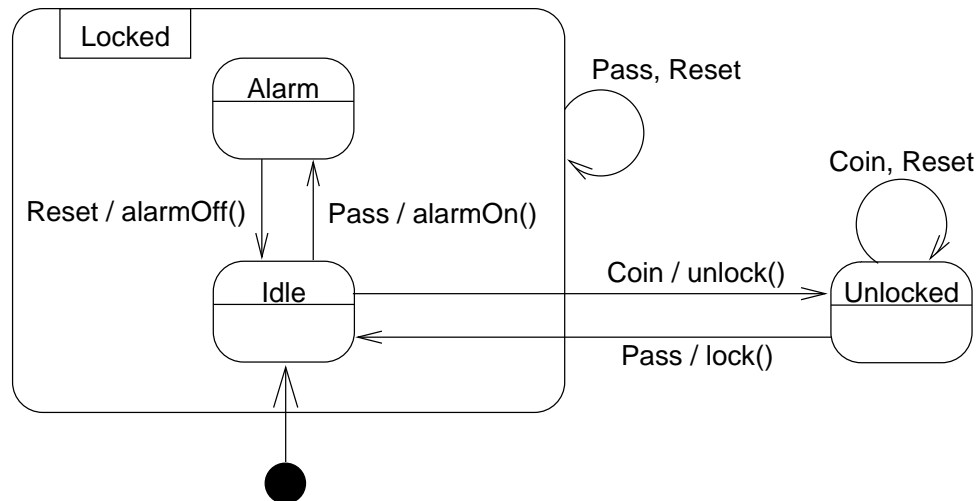 Locked
Alarm
Pass, Reset
Coin, Reset
Reset / alarmOff()
Pass / alarmOn()
Idle
Coin / unlock()
Unlocked
Pass / lock()